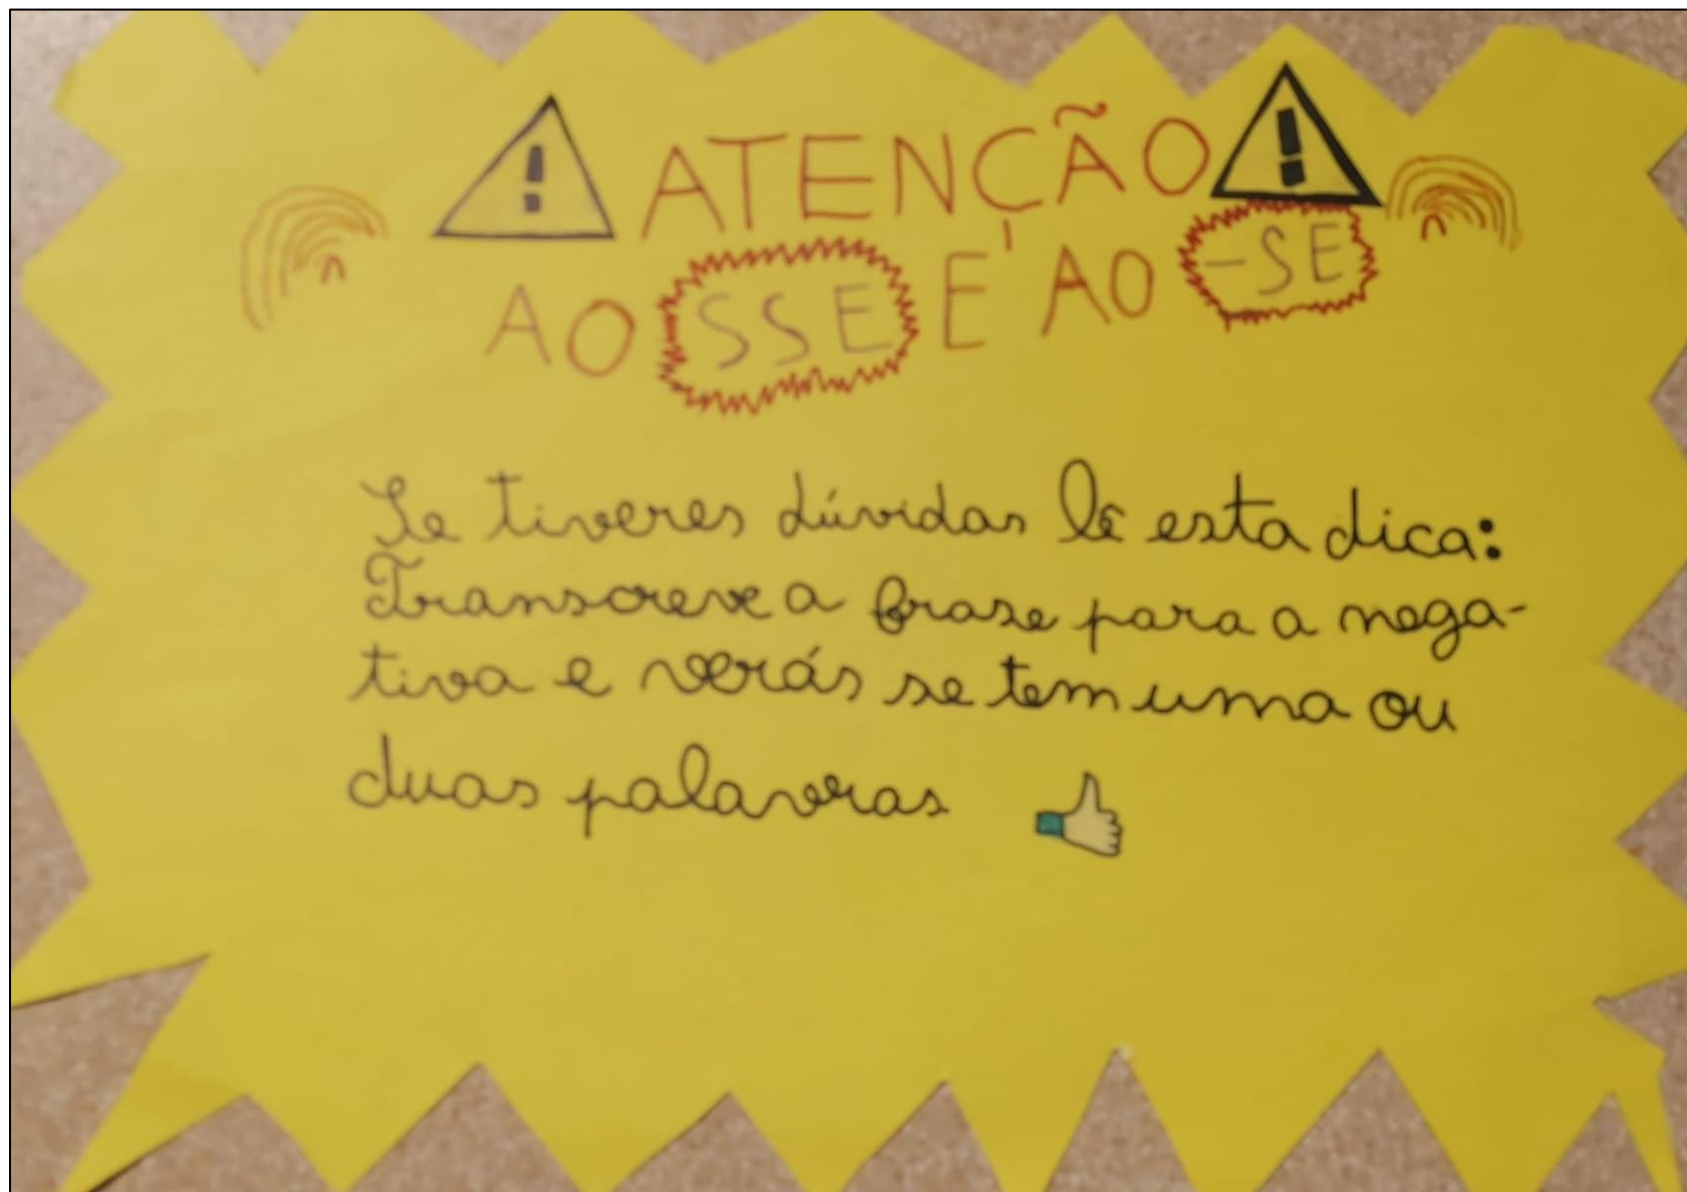 ATENÇÃO
AO SSE E AO -SE
Se tiveres dúvidas lê esta dica:
Transcreve a frase para a nega-
tiva e verás se tem uma ou
duas palavras